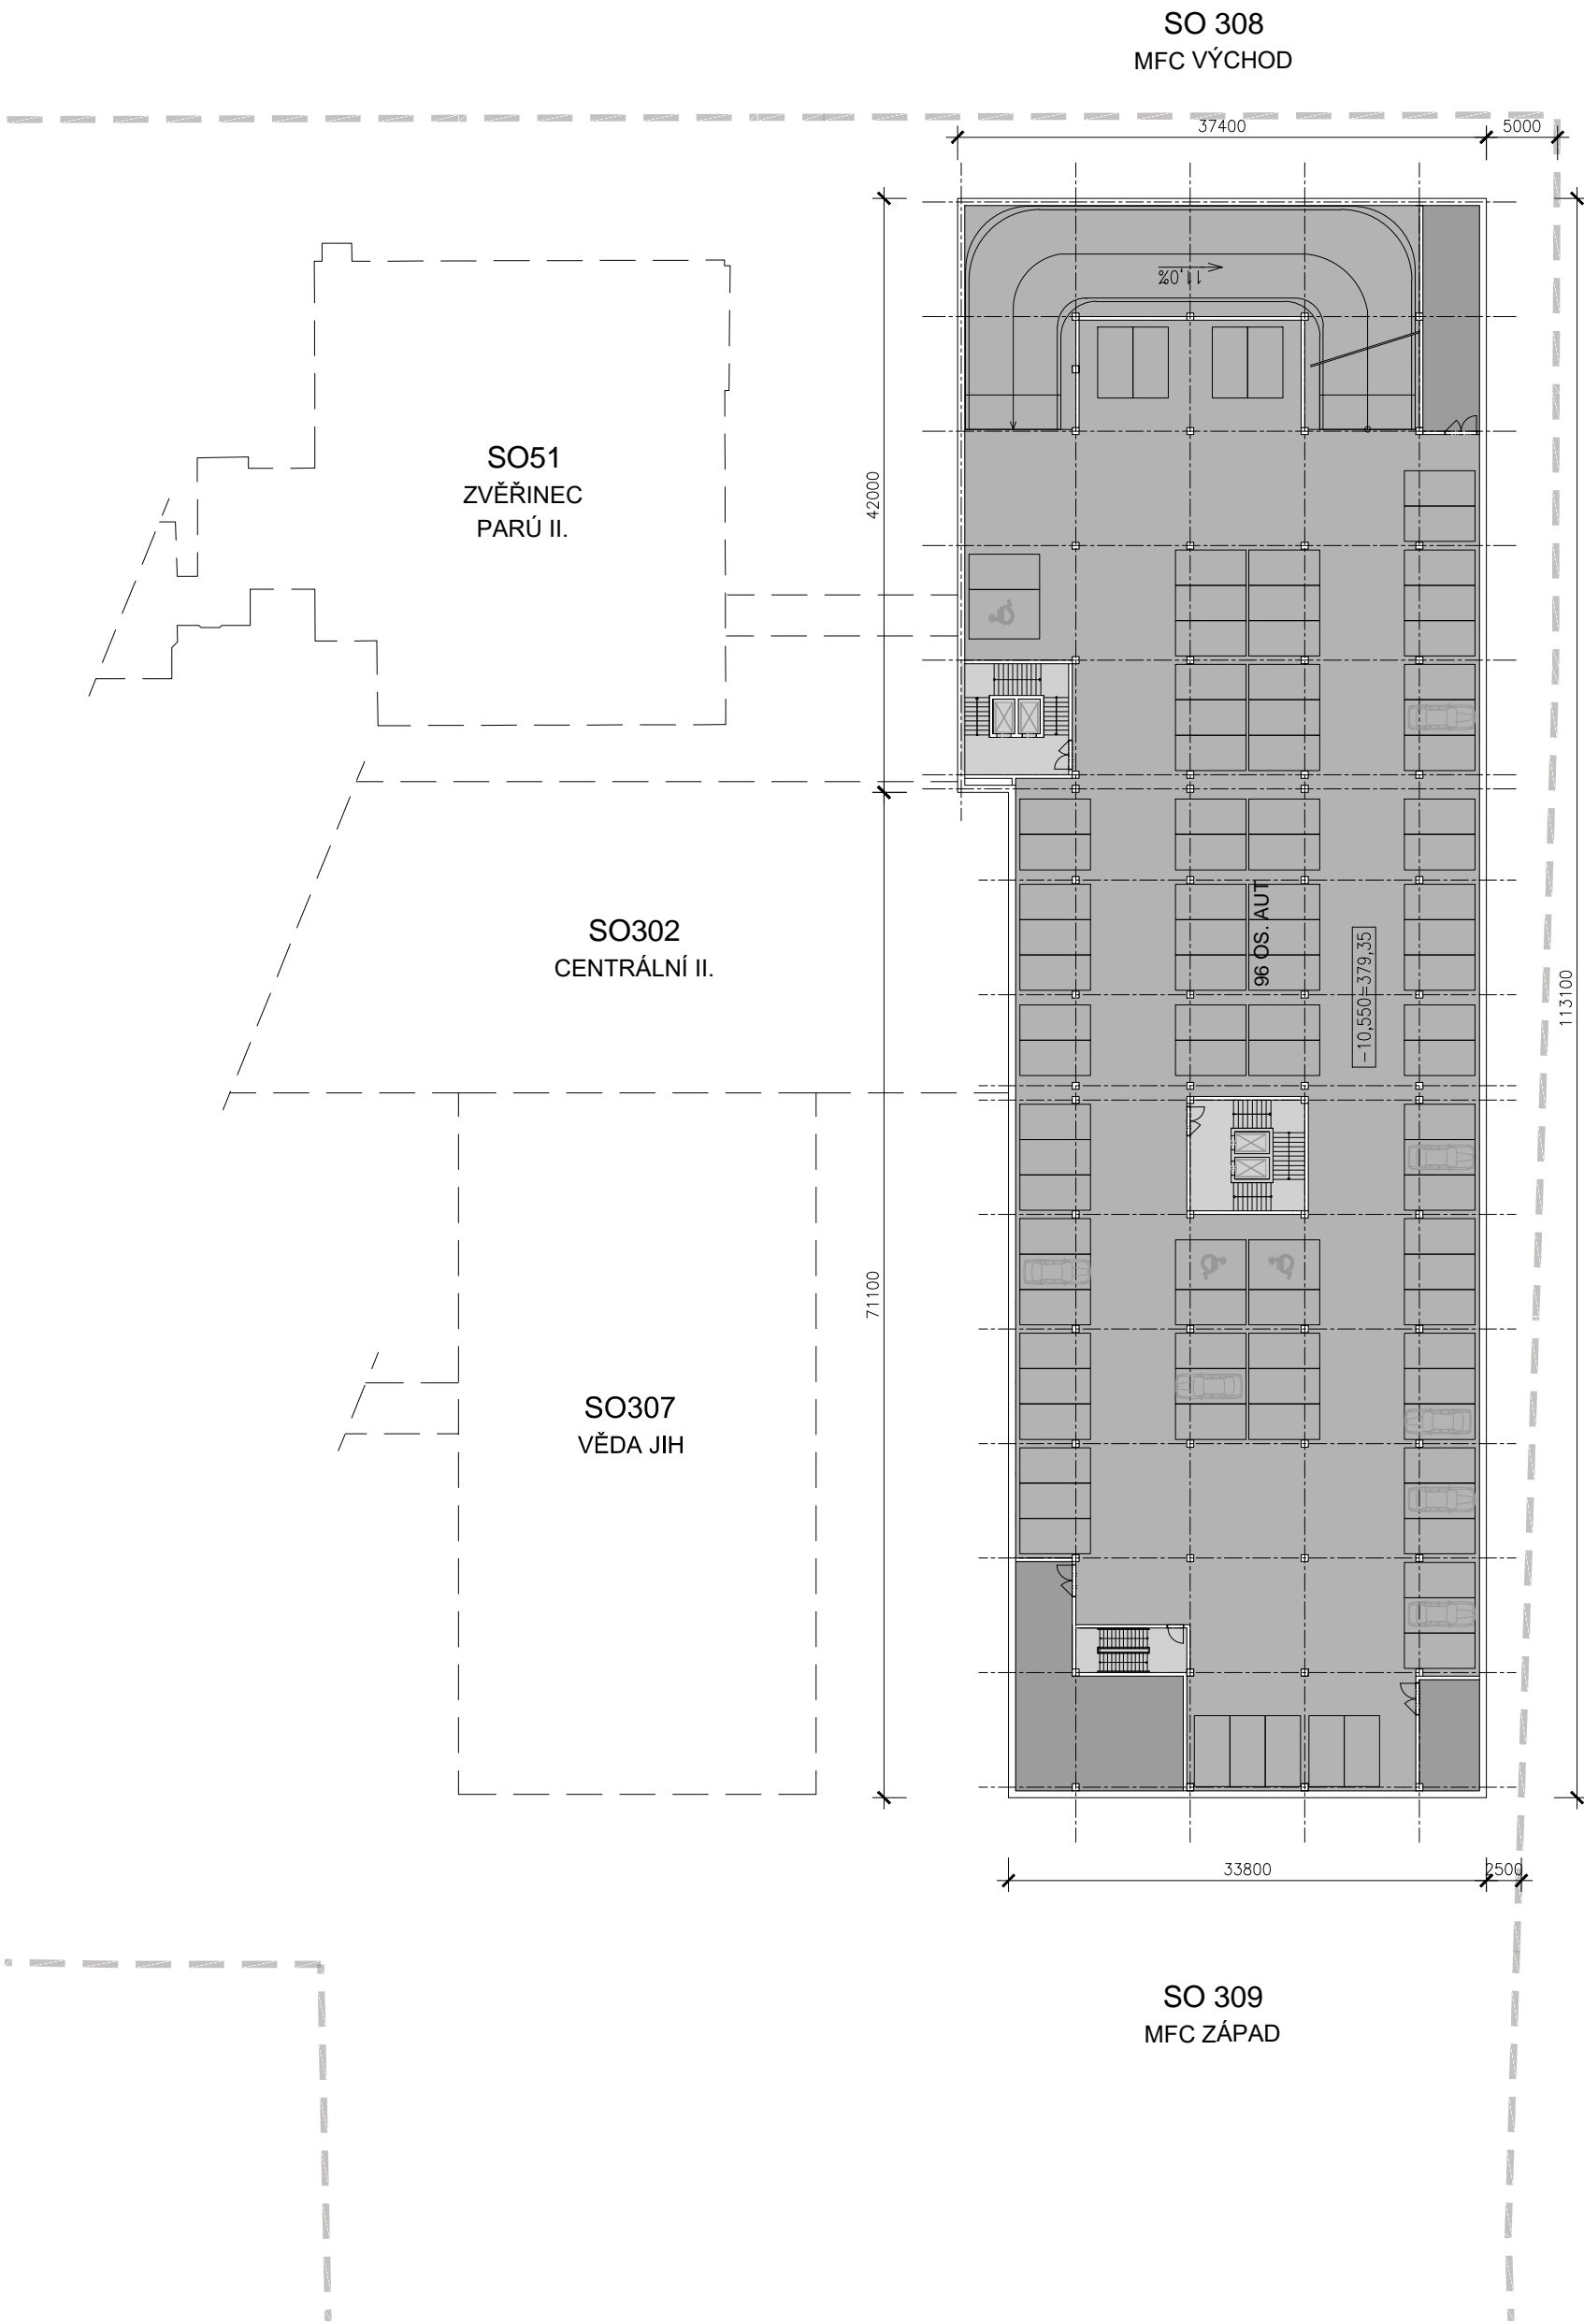 SO 308
MFC VÝCHOD
37400
5000
11,0%
SO51
ZVĚŘINEC
PARÚ II.
42000
SO302
CENTRÁLNÍ II.
96 OS. AUT
-10,550=379,35
113100
71100
SO307
VĚDA JIH
33800
2500
SO 309
MFC ZÁPAD